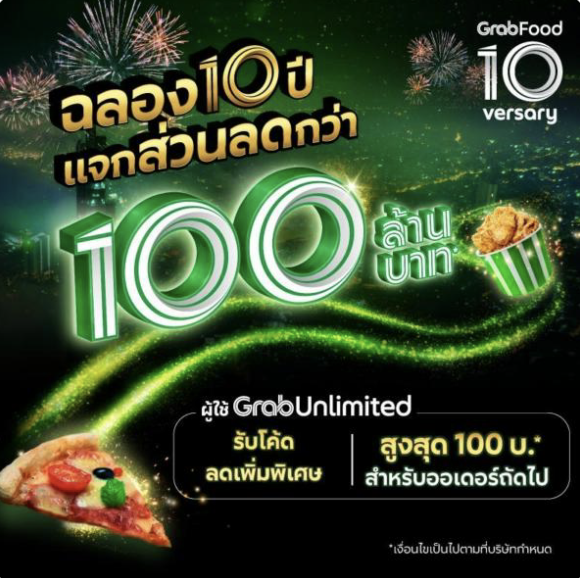 GrabFood
10
versary
ฉลอง10ปี
แจกส่วนลดกว่า
100 ล้าน
บาท*
ผู้ใช้ GrabUnlimited
รับโค้ด
ลดเพิ่มพิเศษ
สูงสุด 100 บ.*
สำหรับออเดอร์ถัดไป
*เงื่อนไขเป็นไปตามที่บริษัทกำหนด